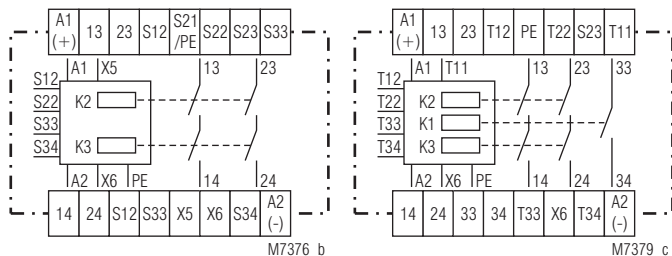 A1 (+) 13 23 S12 S21 /PE S22 S23 S33
A1 X5 13 23
S12
S22 K2
S33
S34 K3
A2 X6 PE 14 24
14 24 S12 S33 X5 X6 S34 A2 (-)
M7376 b
A1 (+) 13 23 T12 PE T22 S23 T11
A1 T11 13 23 33
T12
T22 K2
K1
T33
T34 K3
A2 X6 PE 14 24 34
14 24 33 34 T33 X6 T34 A2 (-)
M7379 c